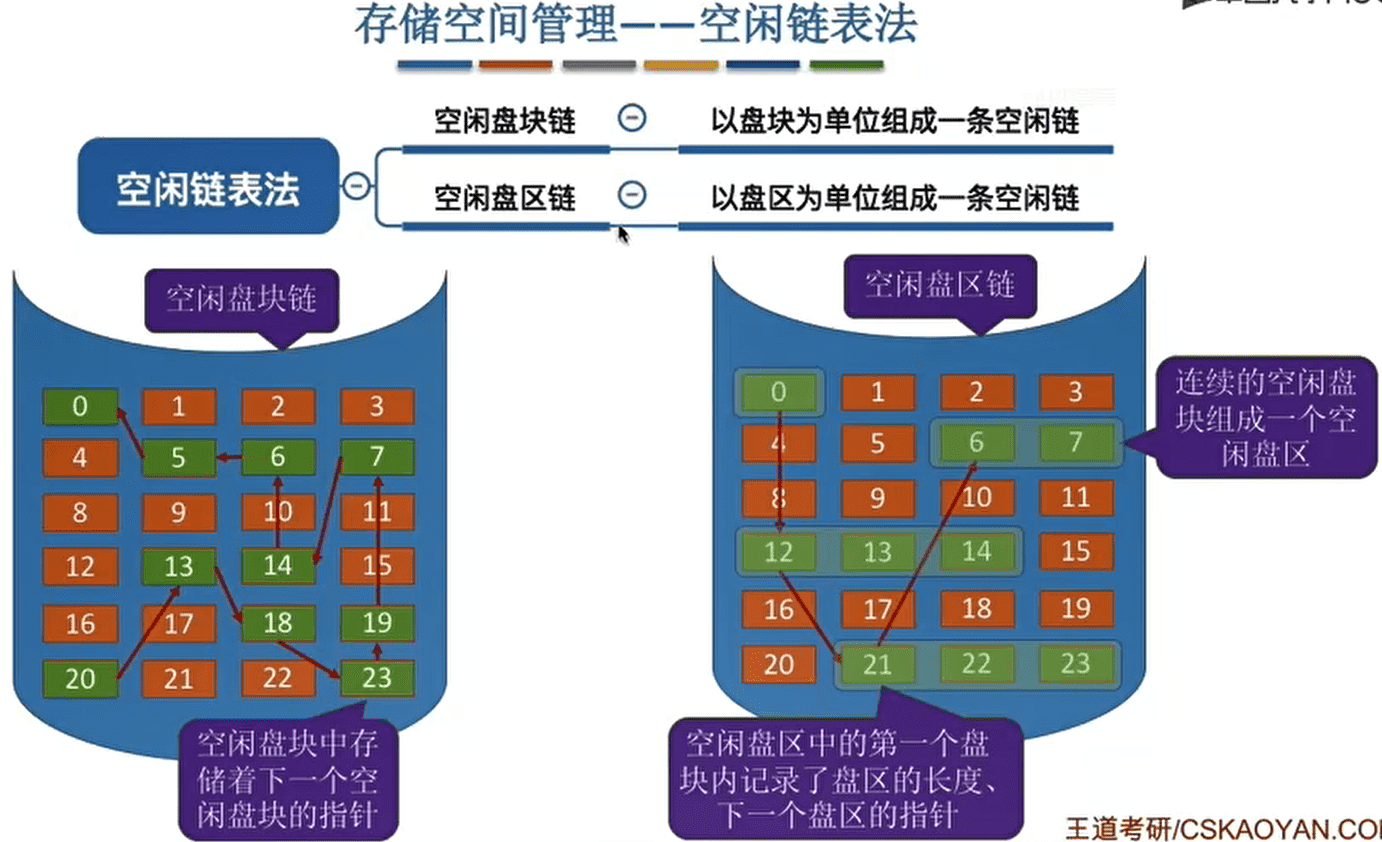 存储空间管理——空闲链表法
空闲链表法
空闲盘块链
以盘块为单位组成一条空闲链
空闲盘区链
以盘区为单位组成一条空闲链
空闲盘块链
0 1 2 3
4 5 6 7
8 9 10 11
12 13 14 15
16 17 18 19
20 21 22 23
空闲盘块中存
储着下一个空
闲盘块的指针
空闲盘区链
0 1 2 3
4 5 6 7
8 9 10 11
12 13 14 15
16 17 18 19
20 21 22 23
连续的空闲盘
块组成一个空
闲盘区
空闲盘区中的第一个盘
块内记录了盘区的长度、
下一个盘区的指针
王道考研/CSKAOYAN.CO